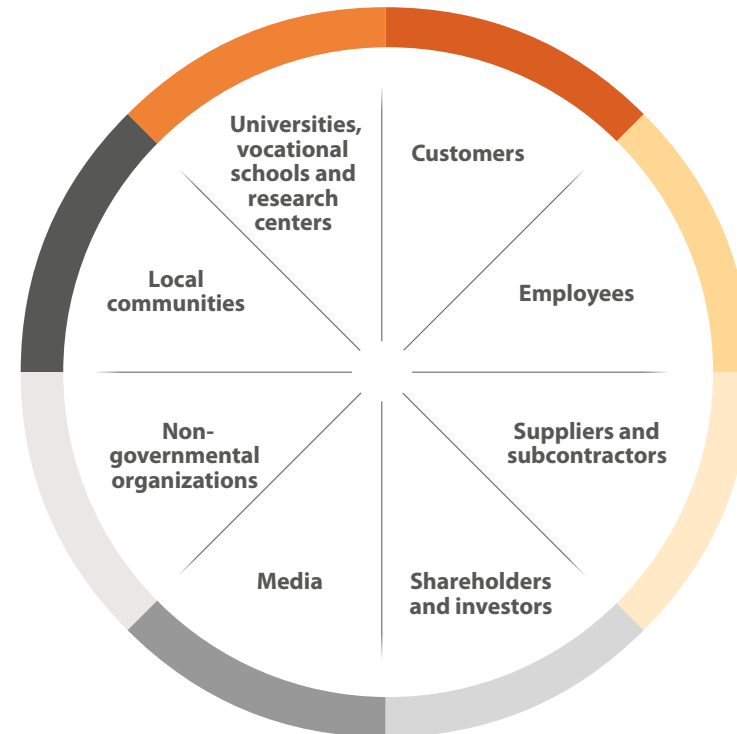 Universities,
vocational
schools and
research
centers
Customers
Local
communities
Employees
Non-
governmental
organizations
Suppliers and
subcontractors
Media
Shareholders
and investors